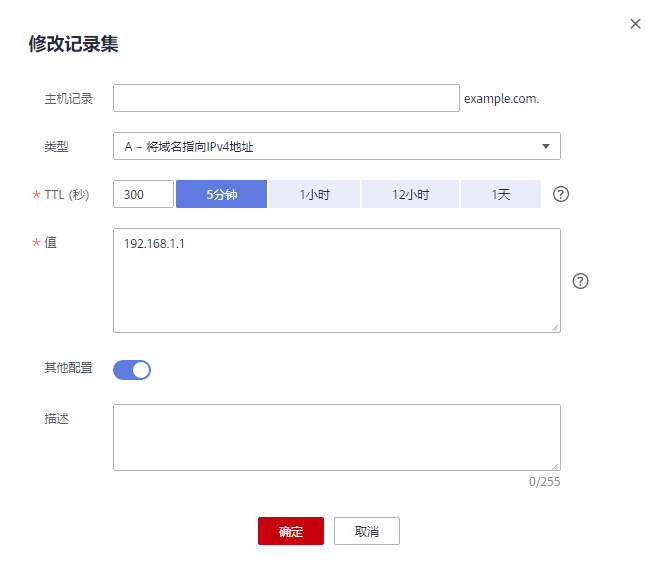 修改记录集
主机记录 example.com.
类型 A – 将域名指向IPv4地址
* TTL (秒) 300 5分钟 1小时 12小时 1天 ?
* 值 192.168.1.1 ?
其他配置
描述
0/255
确定 取消